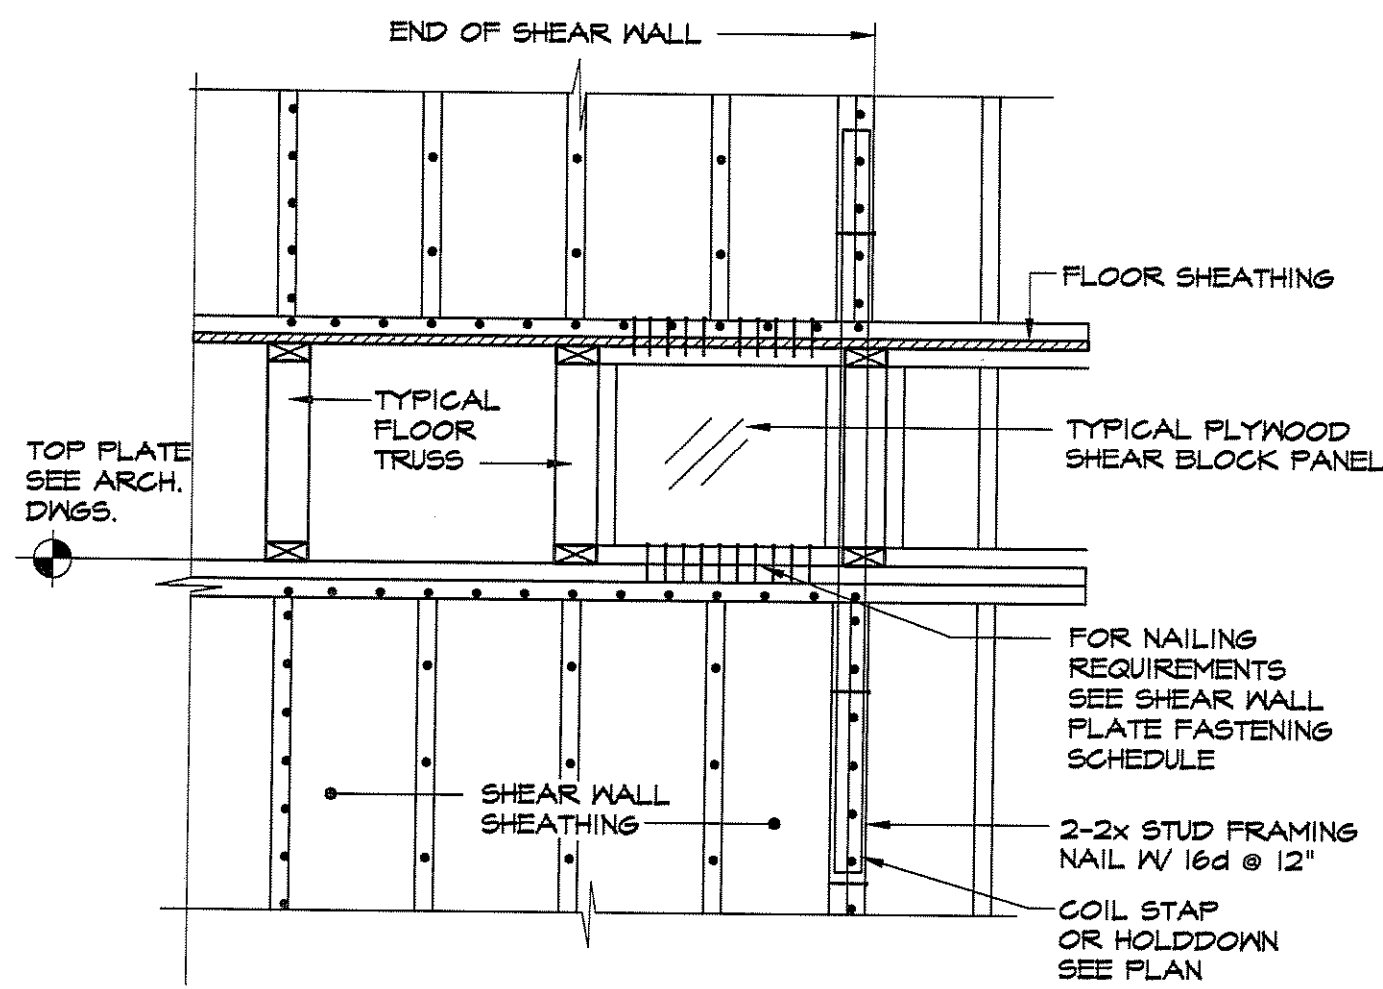 END OF SHEAR WALL
FLOOR SHEATHING
TYPICAL
FLOOR
TRUSS
TYPICAL PLYWOOD
SHEAR BLOCK PANEL
TOP PLATE
SEE ARCH.
DWGS.
FOR NAILING
REQUIREMENTS
SEE SHEAR WALL
PLATE FASTENING
SCHEDULE
SHEAR WALL
SHEATHING
2-2x STUD FRAMING
NAIL W/ 16d @ 12"
COIL STAP
OR HOLDDOWN
SEE PLAN